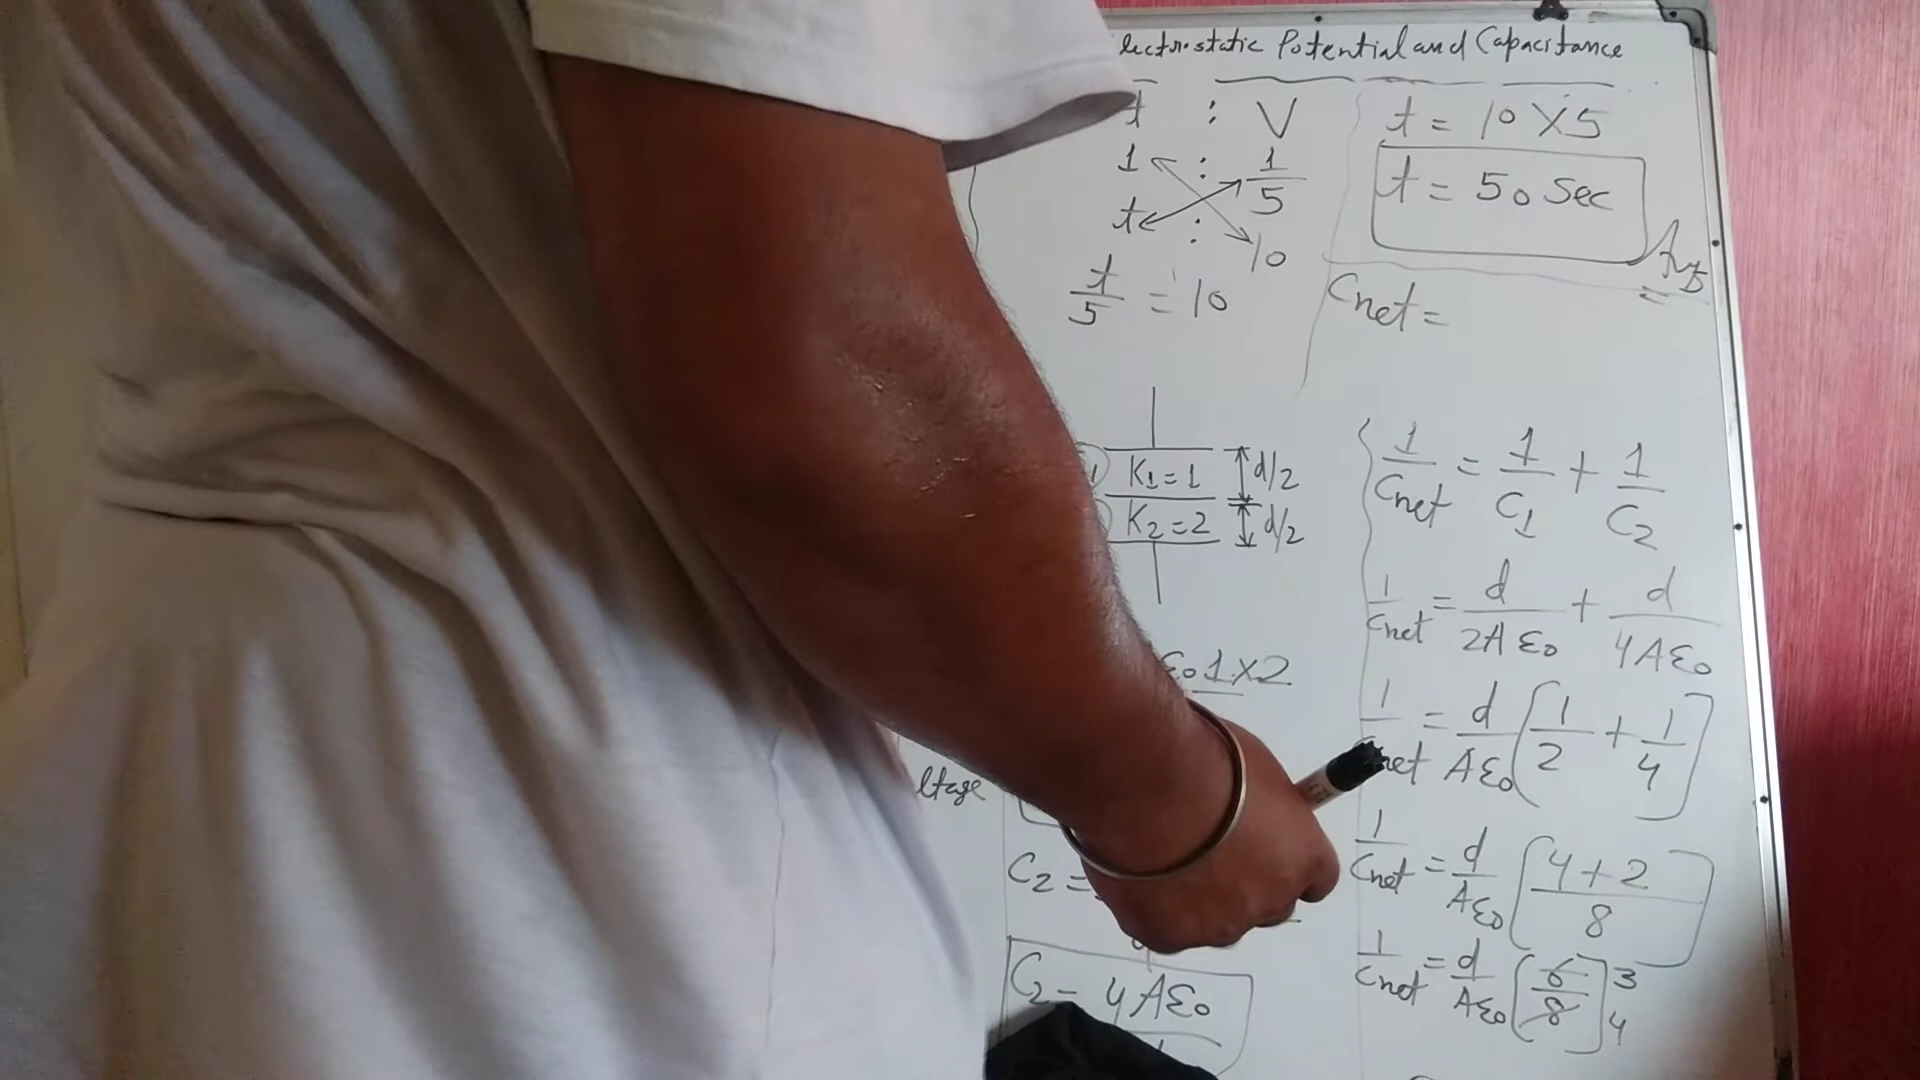 lectrostatic Potential and Capacitance
t : V
1 : 1/5
t : 10
t/5 = 10
t = 10 X 5
t = 50 Sec
Ans
Cnet =
K1 = 1 d/2
K2 = 2 d/2
ε0 1 X 2
ltage
C2 =
C2 = 4Aε0
1/Cnet = 1/C1 + 1/C2
1/Cnet = d/2Aε0 + d/4Aε0
1/Cnet = d/Aε0 [1/2 + 1/4]
1/Cnet = d/Aε0 [4+2/8]
1/Cnet = d/Aε0 [6/8] 3 4